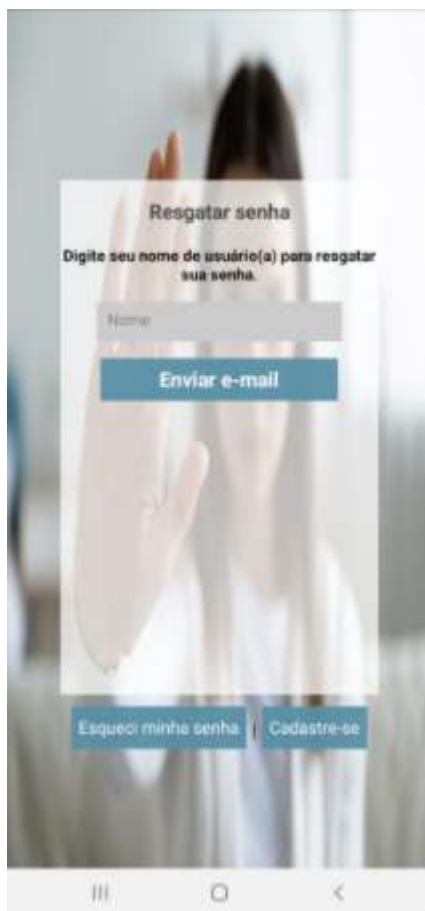 Resgatar senha
Digite seu nome de usuário(a) para resgatar
sua senha.
Nome
Enviar e-mail
Esqueci minha senha | Cadastre-se